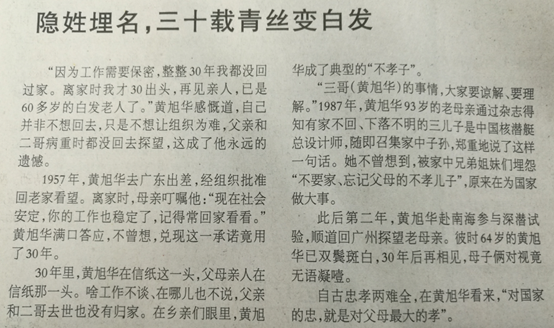 隐姓埋名，三十载青丝变白发
“因为工作需要保密，整整30年我都没回
过家。离家时我才30出头，再见亲人，已是
60多岁的白发老人了。”黄旭华感慨道，自己
并非不想回去，只是不想让组织为难，父亲和
二哥病重时都没回去探望，这成了他永远的
遗憾。
1957年，黄旭华去广东出差，经组织批准
回老家看望。离家时，母亲叮嘱他：“现在社会
安定，你的工作也稳定了，记得常回家看看。”
黄旭华满口答应，不曾想，兑现这一承诺竟用
了30年。
30年里，黄旭华在信纸这一头，父母亲人在
信纸那一头。啥工作不谈、在哪儿也不说，父亲
和二哥去世也没有归家。在乡亲们眼里，黄旭
华成了典型的“不孝子”。
“三哥（黄旭华）的事情，大家要谅解、要理
解。”1987年，黄旭华93岁的老母亲通过杂志得
知有家不回、下落不明的三儿子是中国核潜艇
总设计师，随即召集家中子孙，郑重地说了这样
一句话。她不曾想到，被家中兄弟姐妹们埋怨
“不要家、忘记父母的不孝儿子”，原来在为国家
做大事。
此后第二年，黄旭华赴南海参与深潜试
验，顺道回广州探望老母亲。彼时64岁的黄旭
华已双鬓斑白，30年后再相见，母子俩对视竟
无语凝噎。
自古忠孝两难全，在黄旭华看来，“对国家
的忠，就是对父母最大的孝”。